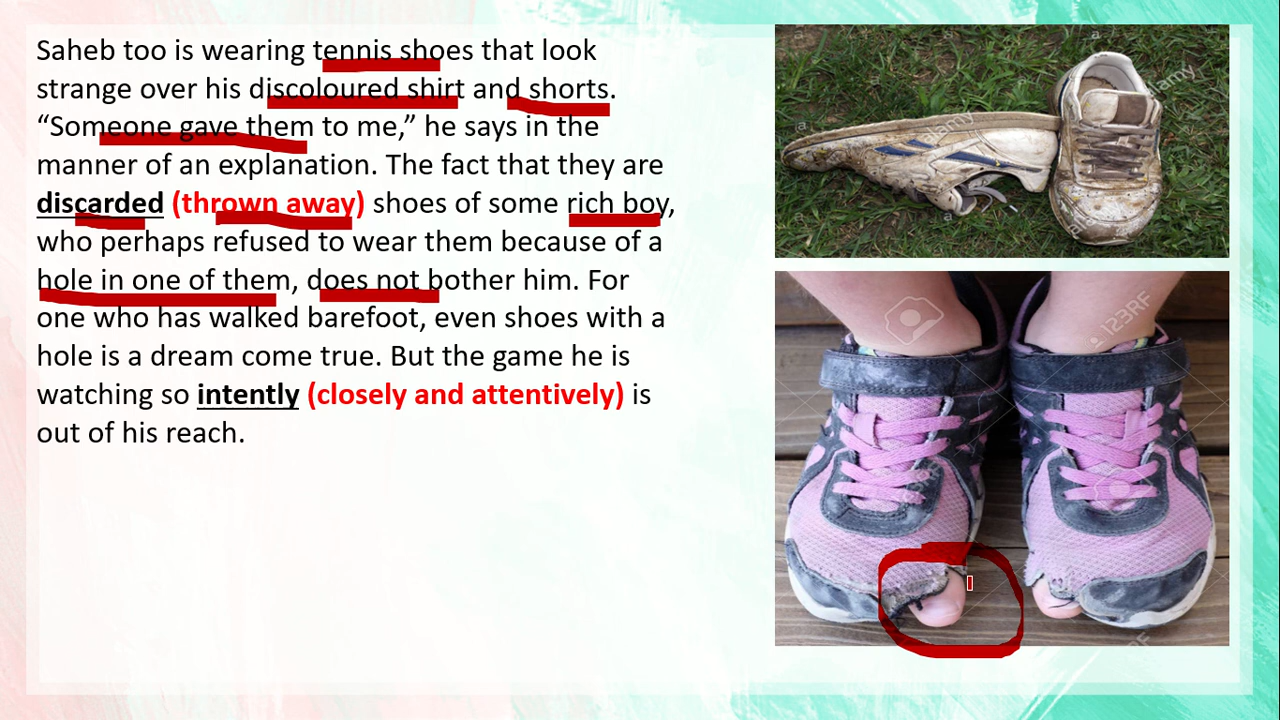 Saheb too is wearing tennis shoes that look
strange over his discoloured shirt and shorts.
“Someone gave them to me,” he says in the
manner of an explanation. The fact that they are
discarded (thrown away) shoes of some rich boy,
who perhaps refused to wear them because of a
hole in one of them, does not bother him. For
one who has walked barefoot, even shoes with a
hole is a dream come true. But the game he is
watching so intently (closely and attentively) is
out of his reach.
a
alamy
a
alamy
a
a
123RF
123RF